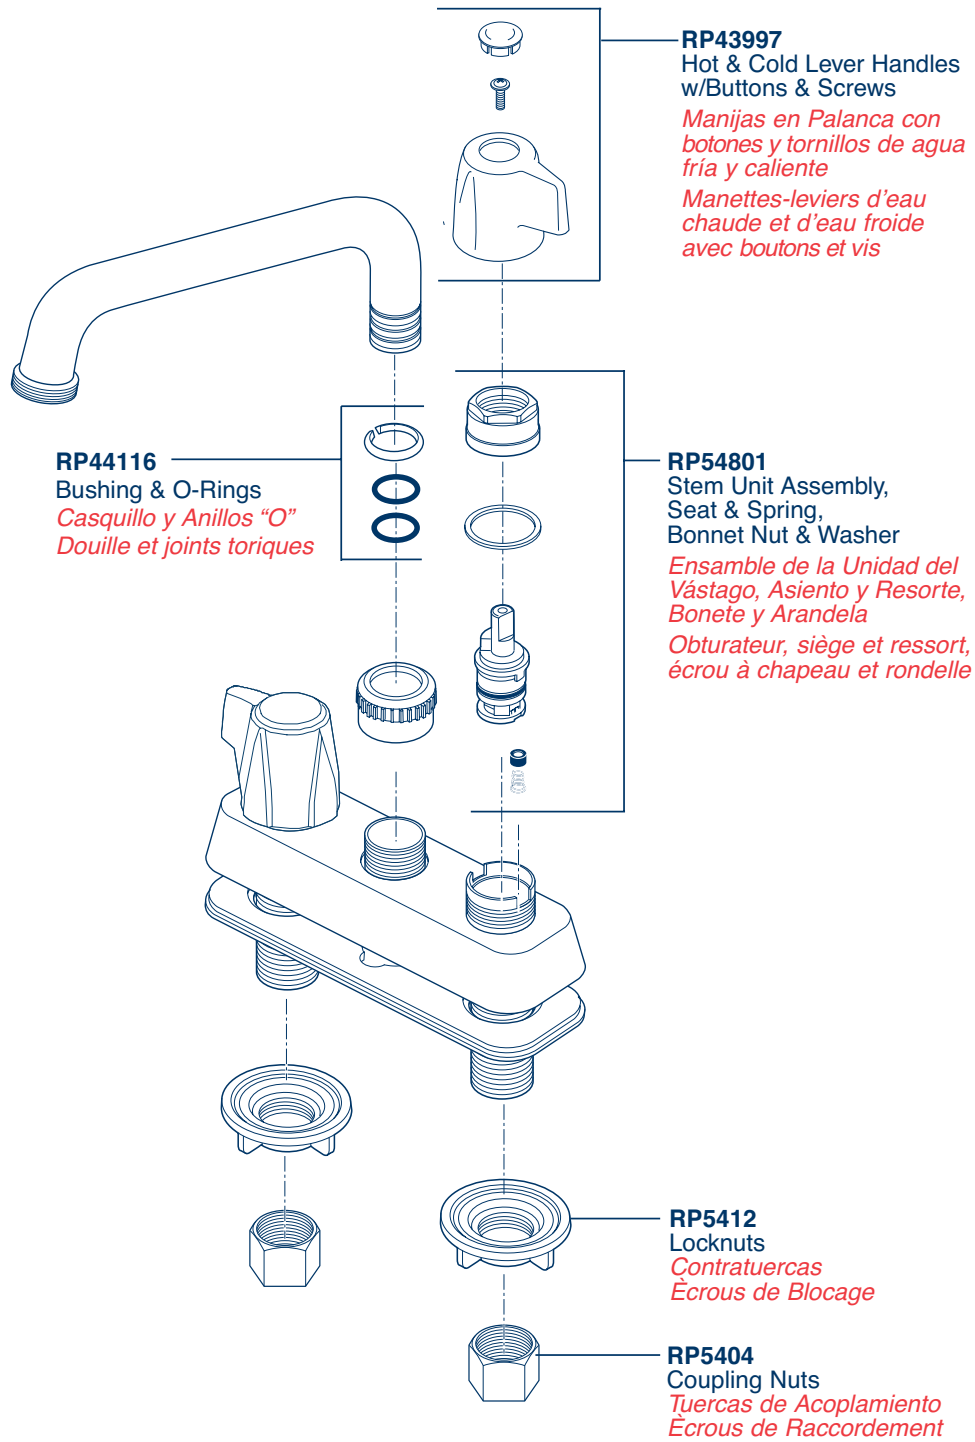 RP43997
Hot & Cold Lever Handles
w/Buttons & Screws
Manijas en Palanca con
botones y tornillos de agua
fría y caliente
Manettes-leviers d’eau
chaude et d’eau froide
avec boutons et vis
RP44116
Bushing & O-Rings
Casquillo y Anillos “O”
Douille et joints toriques
RP54801
Stem Unit Assembly,
Seat & Spring,
Bonnet Nut & Washer
Ensamble de la Unidad del
Vástago, Asiento y Resorte,
Bonete y Arandela
Obturateur, siège et ressort,
écrou à chapeau et rondelle
RP5412
Locknuts
Contratuercas
Ècrous de Blocage
RP5404
Coupling Nuts
Tuercas de Acoplamiento
Ècrous de Raccordement